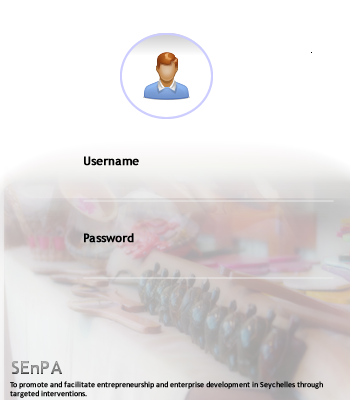 Username
Password
SEnPA
To promote and facilitate entrepreneurship and enterprise development in Seychelles through
targeted interventions.